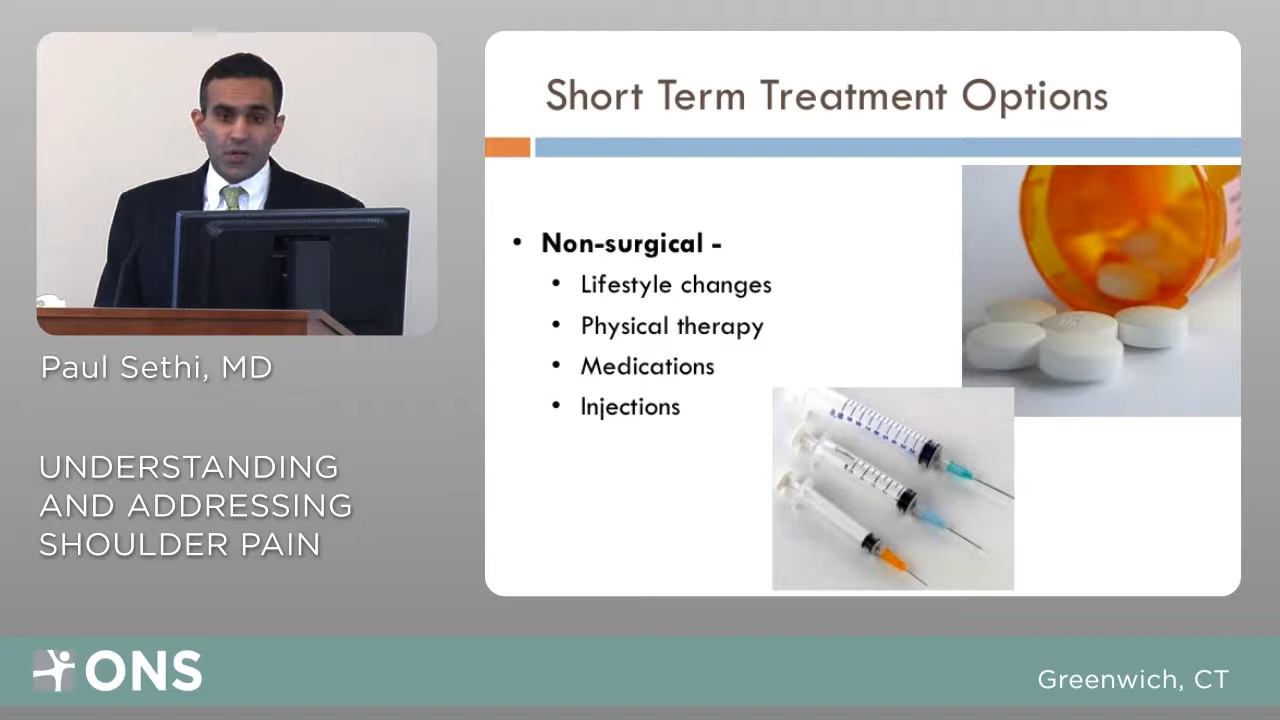 Short Term Treatment Options
• Non-surgical -
• Lifestyle changes
• Physical therapy
• Medications
• Injections
Paul Sethi, MD
UNDERSTANDING
AND ADDRESSING
SHOULDER PAIN
ONS
Greenwich, CT